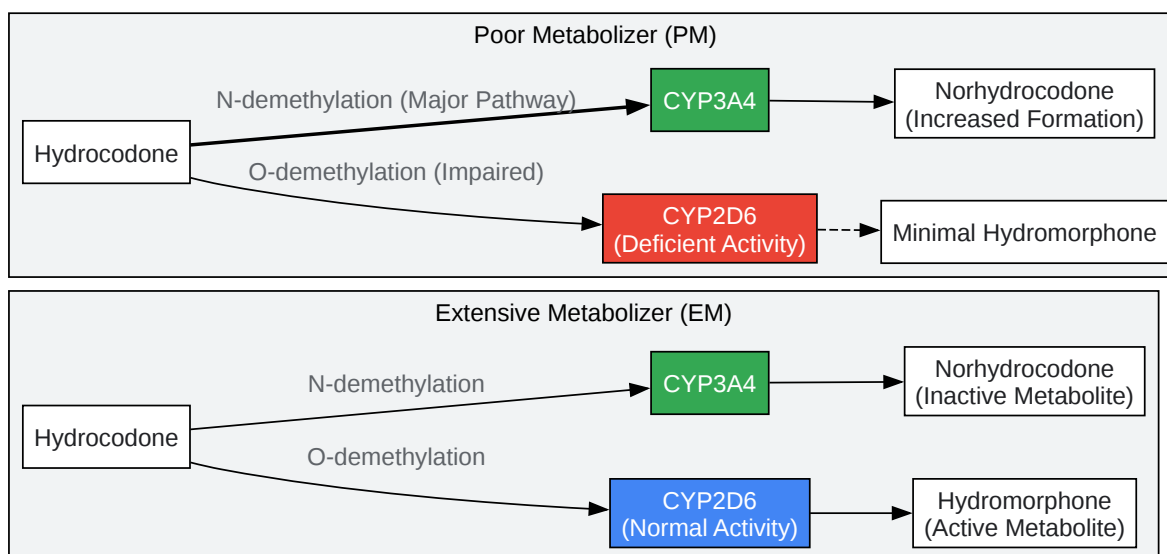 Poor Metabolizer (PM)
N-demethylation (Major Pathway)
CYP3A4
Norhydrocodone
(Increased Formation)
Hydrocodone
O-demethylation (Impaired)
CYP2D6
(Deficient Activity)
Minimal Hydromorphone
Extensive Metabolizer (EM)
N-demethylation
CYP3A4
Norhydrocodone
(Inactive Metabolite)
Hydrocodone
O-demethylation
CYP2D6
(Normal Activity)
Hydromorphone
(Active Metabolite)